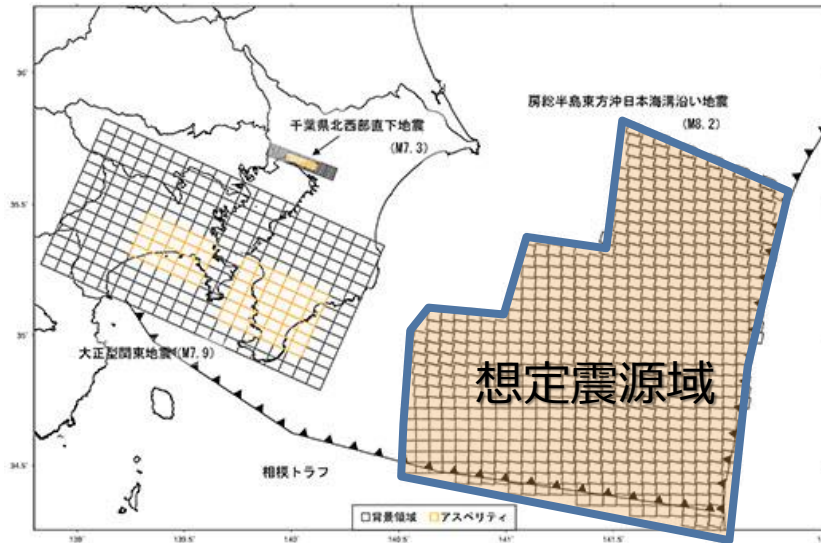 36°
房総半島東方沖日本海溝沿い地震
(M8.2)
千葉県北西部直下地震
(M7.3)
35.5°
35°
大正型関東地震(M7.9)
想定震源域
34.5°
相模トラフ
背景領域 アスペリティ
139° 139.5° 140° 140.5° 141° 141.5°